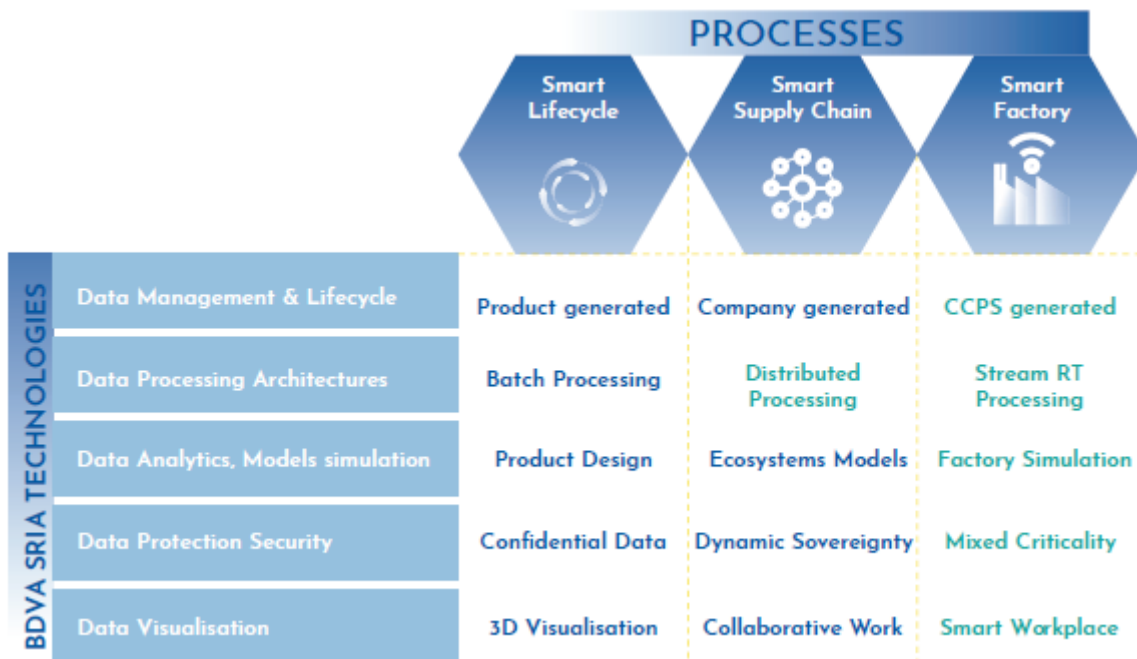 PROCESSES
Smart
Lifecycle
Smart
Supply Chain
Smart
Factory
BDVA SRIA TECHNOLOGIES
Data Management & Lifecycle
Product generated
Company generated
CCPS generated
Data Processing Architectures
Batch Processing
Distributed
Processing
Stream RT
Processing
Data Analytics, Models simulation
Product Design
Ecosystems Models
Factory Simulation
Data Protection Security
Confidential Data
Dynamic Sovereignty
Mixed Criticality
Data Visualisation
3D Visualisation
Collaborative Work
Smart Workplace